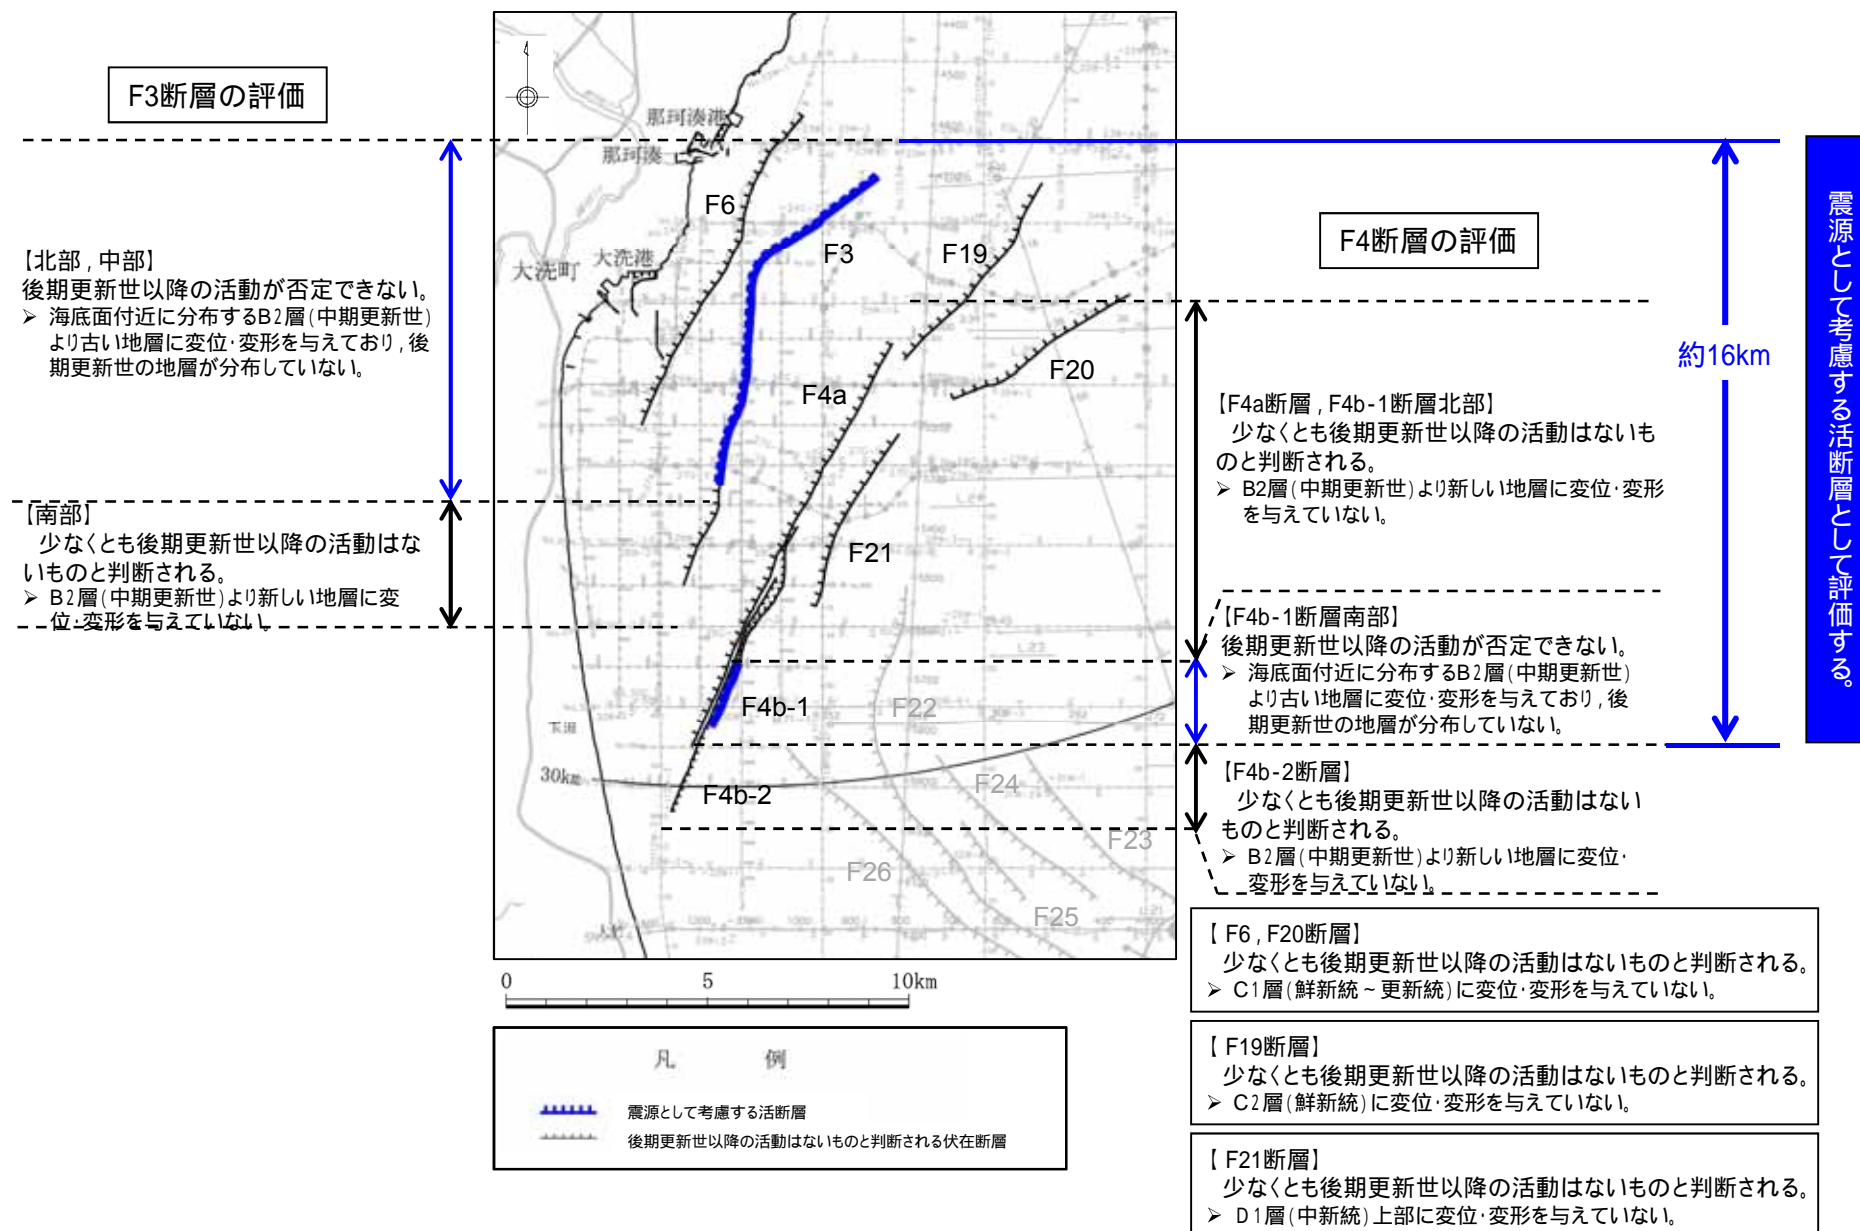 F3断層の評価
【北部，中部】
後期更新世以降の活動が否定できない。
➢ 海底面付近に分布するB2層(中期更新世)
より古い地層に変位･変形を与えており，後
期更新世の地層が分布していない。
【南部】
少なくとも後期更新世以降の活動はな
いものと判断される。
➢ B2層(中期更新世)より新しい地層に変
位･変形を与えていない。
那珂湊港
那珂湊
大洗町
大洗港
F6
F3
F19
F20
F4a
F21
F4b-1
F22
F4b-2
F24
F23
F26
F25
30km
0 5 10km
凡 例
震源として考慮する活断層
後期更新世以降の活動はないものと判断される伏在断層
F4断層の評価
【F4a断層，F4b-1断層北部】
少なくとも後期更新世以降の活動はないも
のと判断される。
➢ B2層(中期更新世)より新しい地層に変位･変形
を与えていない。
【F4b-1断層南部】
後期更新世以降の活動が否定できない。
➢ 海底面付近に分布するB2層(中期更新世)
より古い地層に変位･変形を与えており，後
期更新世の地層が分布していない。
【F4b-2断層】
少なくとも後期更新世以降の活動はない
ものと判断される。
➢ B2層(中期更新世)より新しい地層に変位･
変形を与えていない。
約16km
震源として考慮する活断層として評価する。
【 F6，F20断層】
少なくとも後期更新世以降の活動はないものと判断される。
➢ C1層(鮮新統~更新統)に変位･変形を与えていない。
【 F19断層】
少なくとも後期更新世以降の活動はないものと判断される。
➢ C2層(鮮新統)に変位･変形を与えていない。
【 F21断層】
少なくとも後期更新世以降の活動はないものと判断される。
➢ D1層(中新統)上部に変位･変形を与えていない。